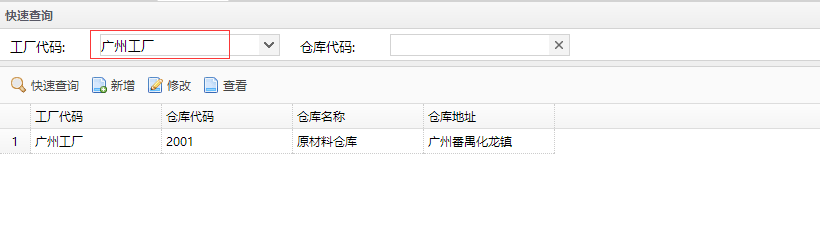 快速查询
工厂代码: 广州工厂 仓库代码:
快速查询 新增 修改 查看
工厂代码 仓库代码 仓库名称 仓库地址
1 广州工厂 2001 原材料仓库 广州番禺化龙镇